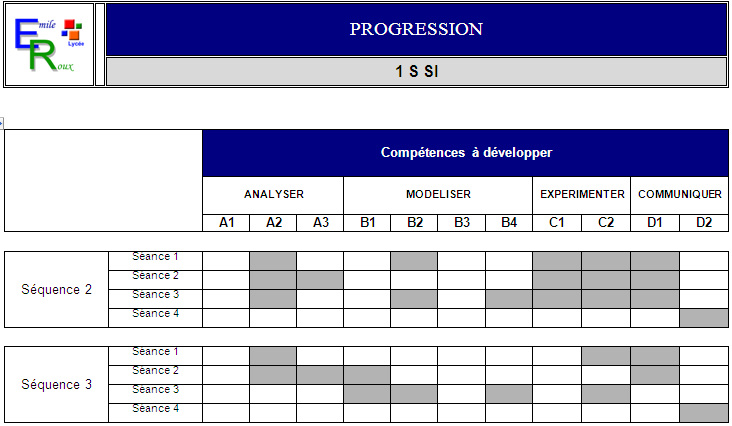 Emile
Lycée
Roux
PROGRESSION
1 S SI
Compétences à développer
ANALYSER MODELISER EXPERIMENTER COMMUNIQUER
A1 A2 A3 B1 B2 B3 B4 C1 C2 D1 D2
Séquence 2
Séance 1
Séance 2
Séance 3
Séance 4
Séquence 3
Séance 1
Séance 2
Séance 3
Séance 4